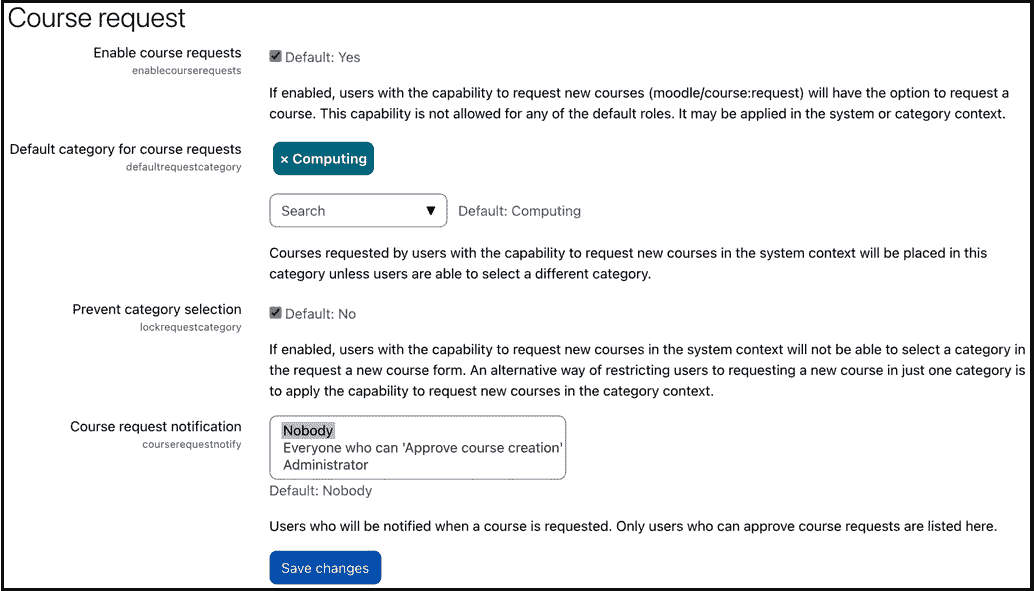 Course request
Enable course requests
enablecourserequests
Default: Yes
If enabled, users with the capability to request new courses (moodle/course:request) will have the option to request a
course. This capability is not allowed for any of the default roles. It may be applied in the system or category context.
Default category for course requests
defaultrequestcategory
× Computing
Search ▼ Default: Computing
Courses requested by users with the capability to request new courses in the system context will be placed in this
category unless users are able to select a different category.
Prevent category selection
lockrequestcategory
Default: No
If enabled, users with the capability to request new courses in the system context will not be able to select a category in
the request a new course form. An alternative way of restricting users to requesting a new course in just one category is
to apply the capability to request new courses in the category context.
Course request notification
courserequestnotify
Nobody
Everyone who can 'Approve course creation'
Administrator
Default: Nobody
Users who will be notified when a course is requested. Only users who can approve course requests are listed here.
Save changes